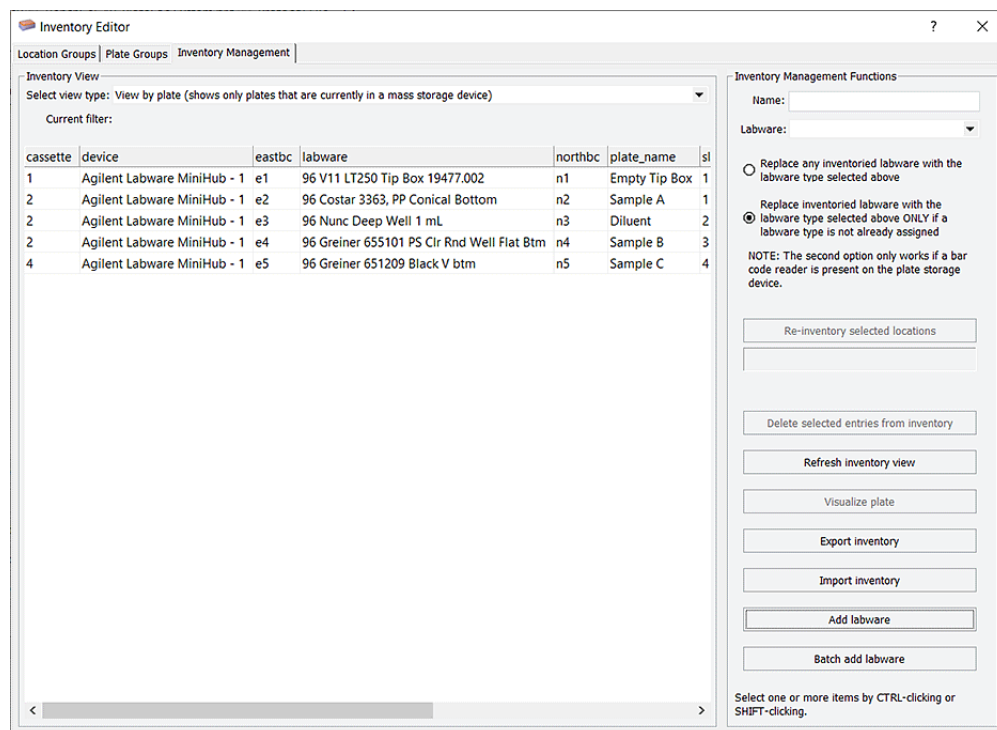 Inventory Editor
? 
Location Groups Plate Groups Inventory Management
Inventory View
Select view type: View by plate (shows only plates that are currently in a mass storage device)
Current filter:
cassette device eastbc labware northbc plate_name sl
1 Agilent Labware MiniHub - 1 e1 96 V11 LT250 Tip Box 19477.002 n1 Empty Tip Box 1
2 Agilent Labware MiniHub - 1 e2 96 Costar 3363, PP Conical Bottom n2 Sample A 1
2 Agilent Labware MiniHub - 1 e3 96 Nunc Deep Well 1 mL n3 Diluent 2
2 Agilent Labware MiniHub - 1 e4 96 Greiner 655101 PS Clr Rnd Well Flat Btm n4 Sample B 3
4 Agilent Labware MiniHub - 1 e5 96 Greiner 651209 Black V btm n5 Sample C 4
Inventory Management Functions
Name:
Labware:
Replace any inventoried labware with the
labware type selected above
Replace inventoried labware with the
labware type selected above ONLY if a
labware type is not already assigned
NOTE: The second option only works if a bar
code reader is present on the plate storage
device.
Re-inventory selected locations
Delete selected entries from inventory
Refresh inventory view
Visualize plate
Export inventory
Import inventory
Add labware
Batch add labware
Select one or more items by CTRL-clicking or
SHIFT-clicking.